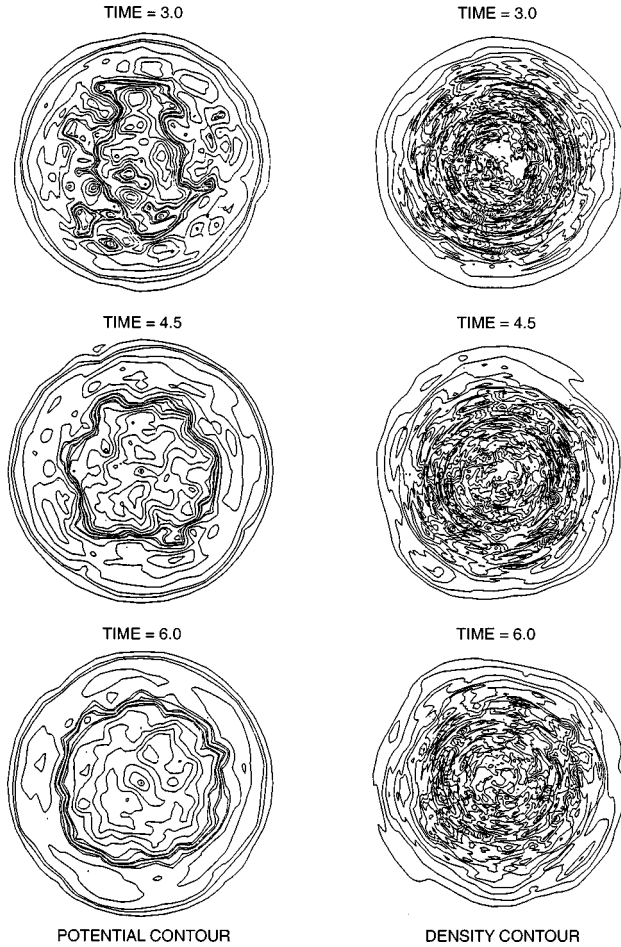 TIME = 3.0 TIME = 3.0
TIME = 4.5 TIME = 4.5
TIME = 6.0 TIME = 6.0
POTENTIAL CONTOUR DENSITY CONTOUR